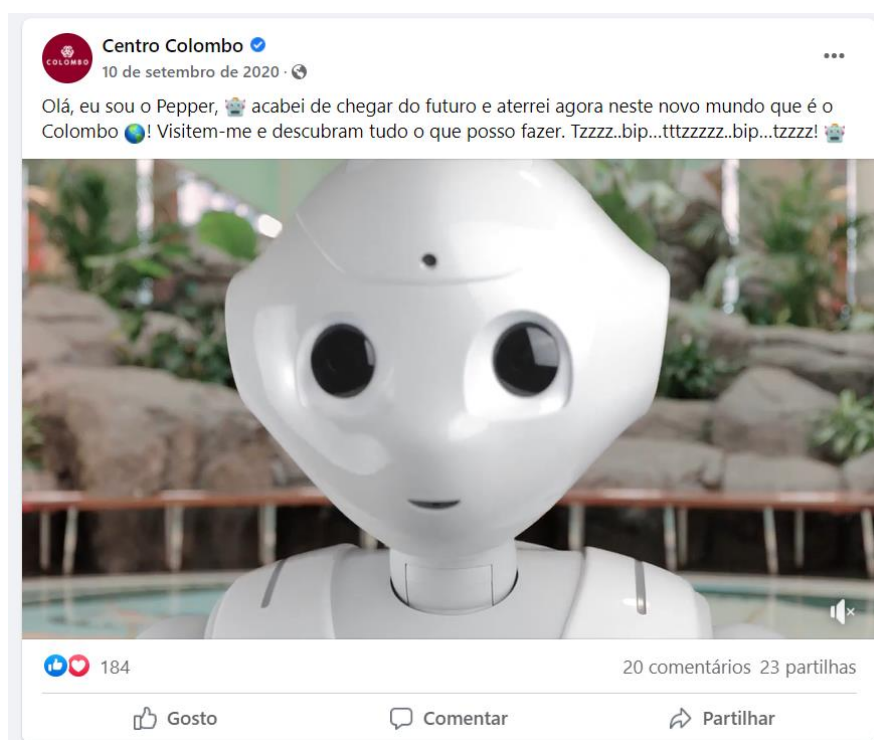 COLOMBO
Centro Colombo
10 de setembro de 2020 ·
Olá, eu sou o Pepper, 🤖 acabei de chegar do futuro e aterrei agora neste novo mundo que é o
Colombo 🌎! Visitem-me e descubram tudo o que posso fazer. Tzzzz..bip...tttzzzzz..bip...tzzzz! 🤖
184
20 comentários 23 partilhas
Gosto
Comentar
Partilhar